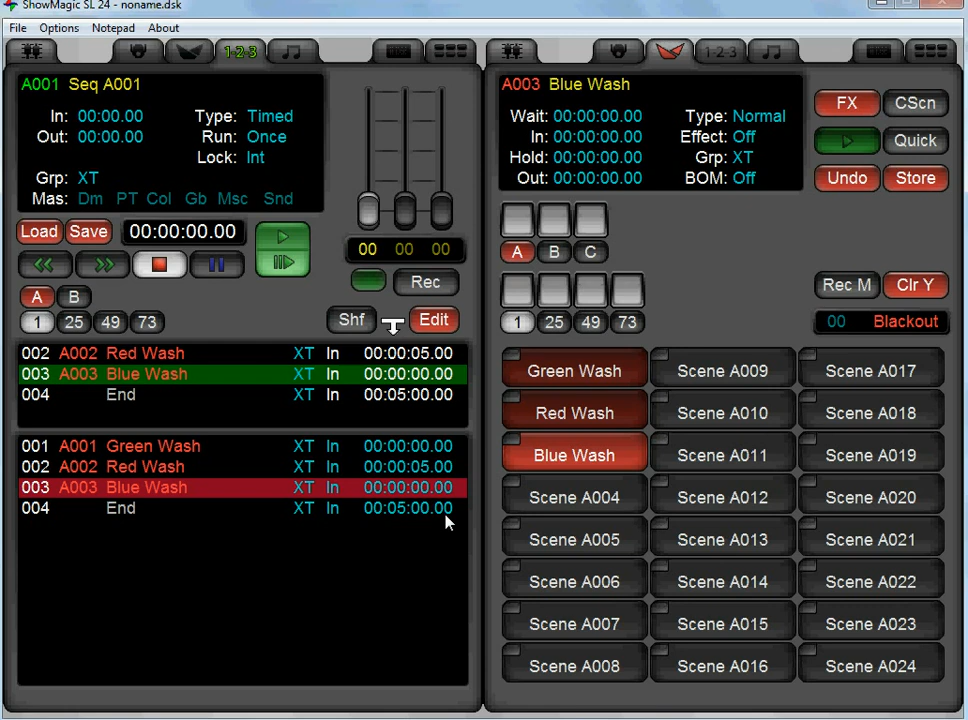 ShowMagic SL 24 - noname.dsk
File Options Notepad About
1-2-3
1-2-3
A001 Seq A001
In: 00:00.00 Type: Timed
Out: 00:00.00 Run: Once
Lock: Int
Grp: XT
Mas: Dm PT Col Gb Msc Snd
Load Save 00:00:00.00
00 00 00
Rec
A B
1 25 49 73
Shf Edit
002 A002 Red Wash XT In 00:00:05.00
003 A003 Blue Wash XT In 00:00:00.00
004 End XT In 00:05:00.00
001 A001 Green Wash XT In 00:00:00.00
002 A002 Red Wash XT In 00:00:05.00
003 A003 Blue Wash XT In 00:00:00.00
004 End XT In 00:05:00.00
A003 Blue Wash
Wait: 00:00:00.00 Type: Normal
In: 00:00:00.00 Effect: Off
Hold: 00:00:00.00 Grp: XT
Out: 00:00:00.00 BOM: Off
FX CScn
Quick
Undo Store
A B C
Rec M Clr Y
1 25 49 73
00 Blackout
Green Wash Scene A009 Scene A017
Red Wash Scene A010 Scene A018
Blue Wash Scene A011 Scene A019
Scene A004 Scene A012 Scene A020
Scene A005 Scene A013 Scene A021
Scene A006 Scene A014 Scene A022
Scene A007 Scene A015 Scene A023
Scene A008 Scene A016 Scene A024